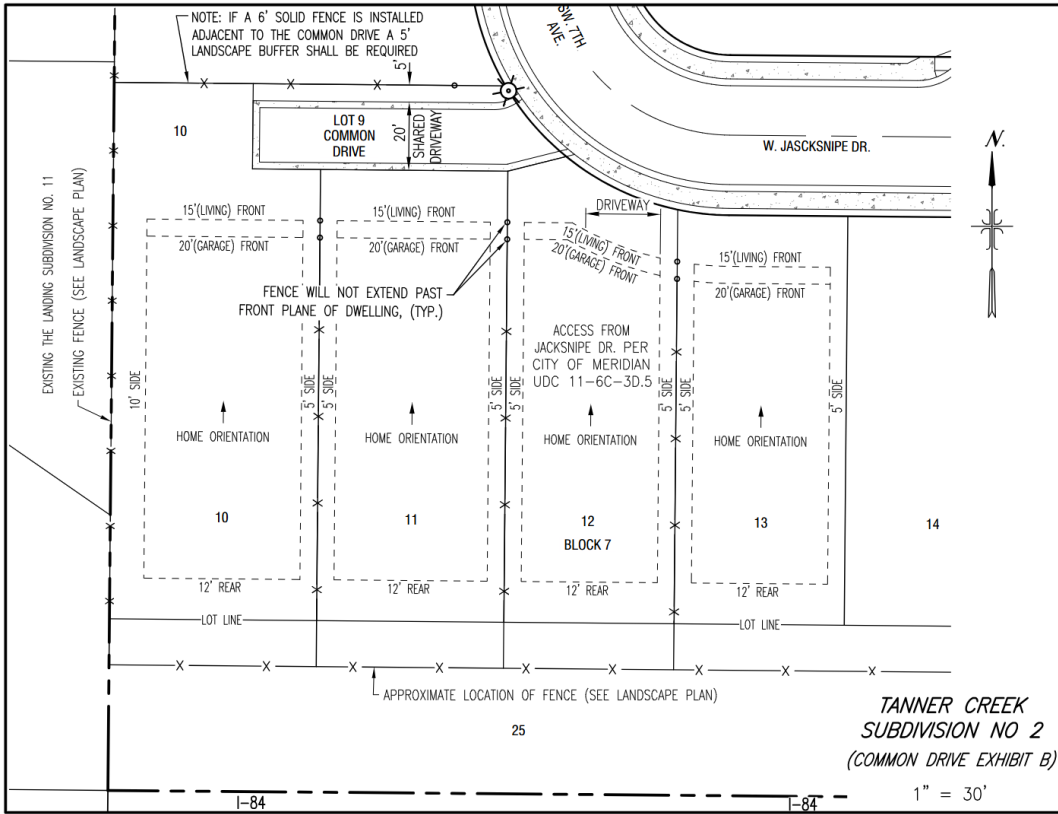 NOTE: IF A 6' SOLID FENCE IS INSTALLED
ADJACENT TO THE COMMON DRIVE A 5'
LANDSCAPE BUFFER SHALL BE REQUIRED
5'
SW. 7TH
AVE.
10
LOT 9
COMMON
DRIVE
20'
SHARED
DRIVEWAY
W. JASCKSNIPE DR.
N.
EXISTING THE LANDING SUBDIVISION NO. 11
EXISTING FENCE (SEE LANDSCAPE PLAN)
DRIVEWAY
15'(LIVING) FRONT
20'(GARAGE) FRONT
15'(LIVING) FRONT
20'(GARAGE) FRONT
15'(LIVING) FRONT
20'(GARAGE) FRONT
15'(LIVING) FRONT
20'(GARAGE) FRONT
FENCE WILL NOT EXTEND PAST
FRONT PLANE OF DWELLING, (TYP.)
ACCESS FROM
JACKSNIPE DR. PER
CITY OF MERIDIAN
UDC 11-6C-3D.5
10' SIDE
5' SIDE
5' SIDE
5' SIDE
5' SIDE
5' SIDE
5' SIDE
5' SIDE
HOME ORIENTATION
HOME ORIENTATION
HOME ORIENTATION
HOME ORIENTATION
10
11
12
BLOCK 7
13
14
12' REAR
12' REAR
12' REAR
12' REAR
LOT LINE
LOT LINE
APPROXIMATE LOCATION OF FENCE (SEE LANDSCAPE PLAN)
25
TANNER CREEK
SUBDIVISION NO 2
(COMMON DRIVE EXHIBIT B)
1" = 30'
I-84
I-84